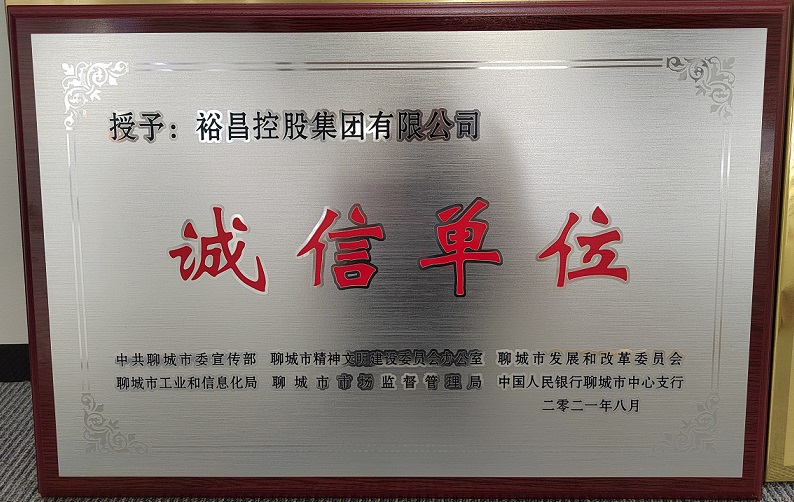 授予：裕昌控股集团有限公司
诚信单位
中共聊城市委宣传部 聊城市精神文明建设委员会办公室 聊城市发展和改革委员会
聊城市工业和信息化局 聊城市市场监督管理局 中国人民银行聊城市中心支行
二零二一年八月